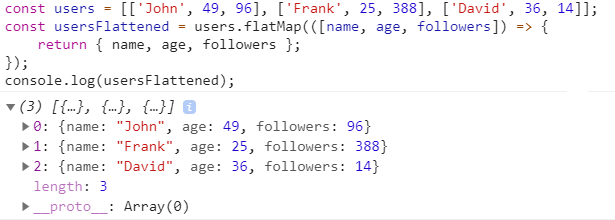 const users = [['John', 49, 96], ['Frank', 25, 388], ['David', 36, 14]];
const usersFlattened = users.flatMap(([name, age, followers]) => {
    return { name, age, followers };
});
console.log(usersFlattened);
▼(3) [{…}, {…}, {…}] i
▶0: {name: "John", age: 49, followers: 96}
▶1: {name: "Frank", age: 25, followers: 388}
▶2: {name: "David", age: 36, followers: 14}
length: 3
▶__proto__: Array(0)